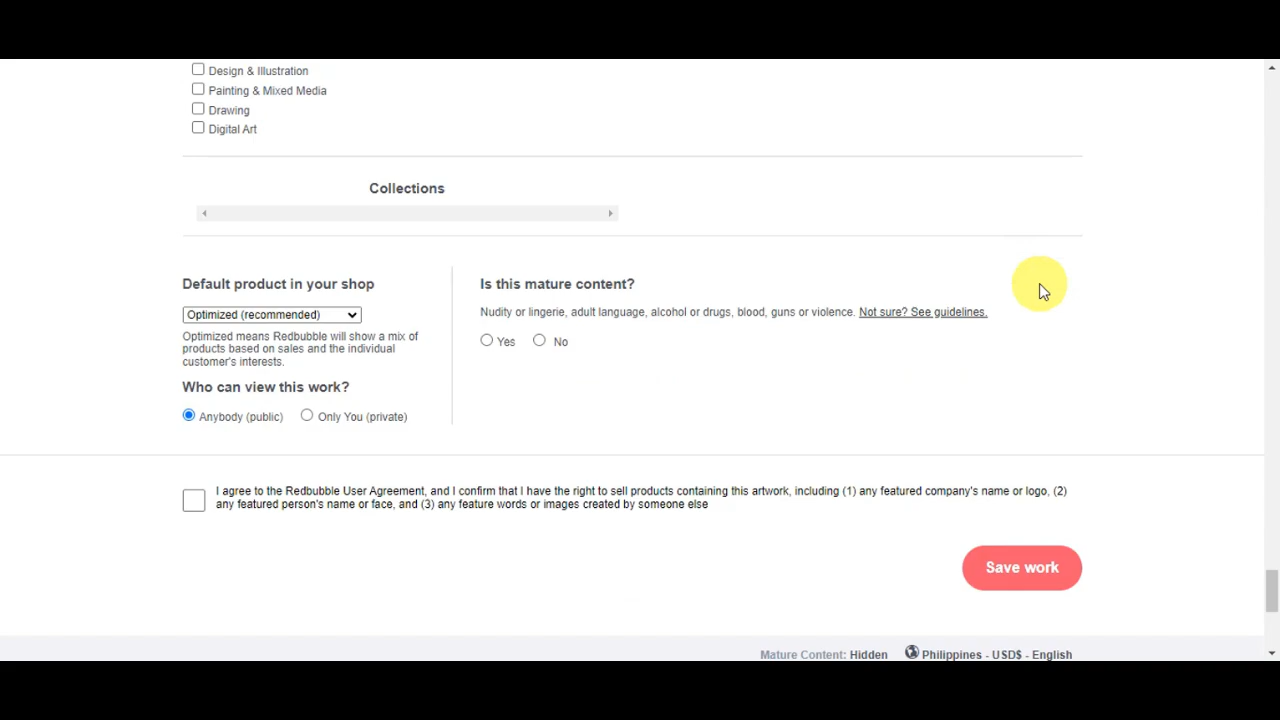 Design & Illustration
Painting & Mixed Media
Drawing
Digital Art
Collections
Default product in your shop
Optimized (recommended)
Optimized means Redbubble will show a mix of
products based on sales and the individual
customer's interests.
Who can view this work?
Anybody (public) Only You (private)
Is this mature content?
Nudity or lingerie, adult language, alcohol or drugs, blood, guns or violence. Not sure? See guidelines.
Yes No
I agree to the Redbubble User Agreement, and I confirm that I have the right to sell products containing this artwork, including (1) any featured company's name or logo, (2)
any featured person's name or face, and (3) any feature words or images created by someone else
Save work
Mature Content: Hidden Philippines - USD$ - English